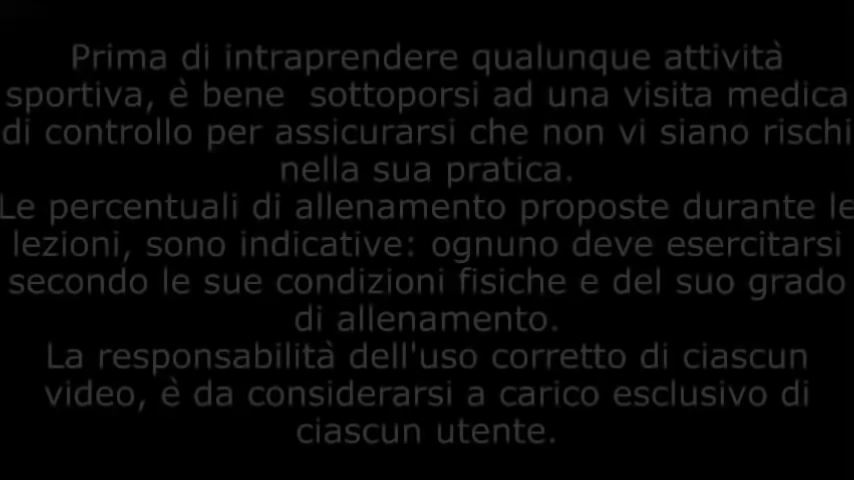 Prima di intraprendere qualunque attività
sportiva, è bene  sottoporsi ad una visita medica
di controllo per assicurarsi che non vi siano rischi
nella sua pratica.
Le percentuali di allenamento proposte durante le
lezioni, sono indicative: ognuno deve esercitarsi
secondo le sue condizioni fisiche e del suo grado
di allenamento.
La responsabilità dell'uso corretto di ciascun
video, è da considerarsi a carico esclusivo di
ciascun utente.